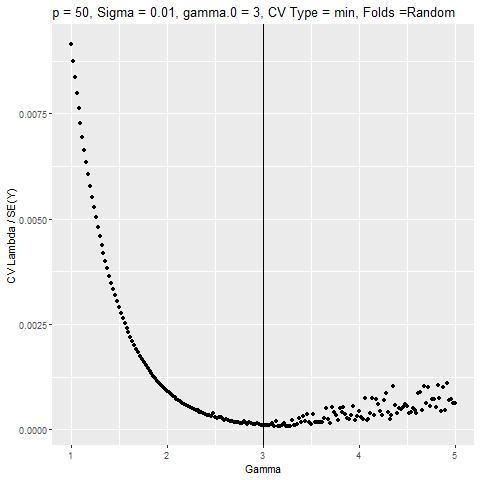 p = 50, Sigma = 0.01, gamma.0 = 3, CV Type = min, Folds =Random
CV Lambda / SE(Y)
0.0075
0.0050
0.0025
0.0000
1 2 3 4 5
Gamma